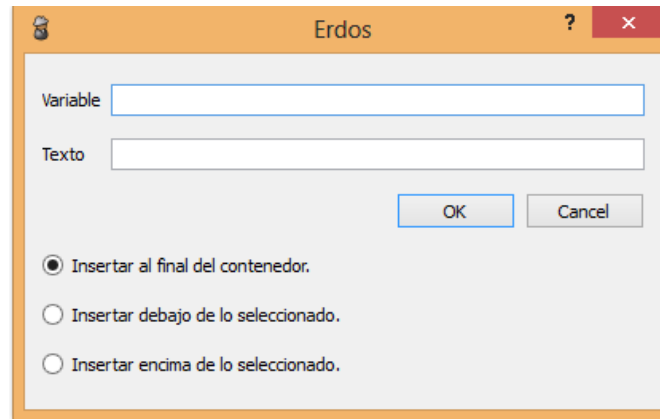 Erdos ? ×
Variable
Texto
OK Cancel
Insertar al final del contenedor.
Insertar debajo de lo seleccionado.
Insertar encima de lo seleccionado.